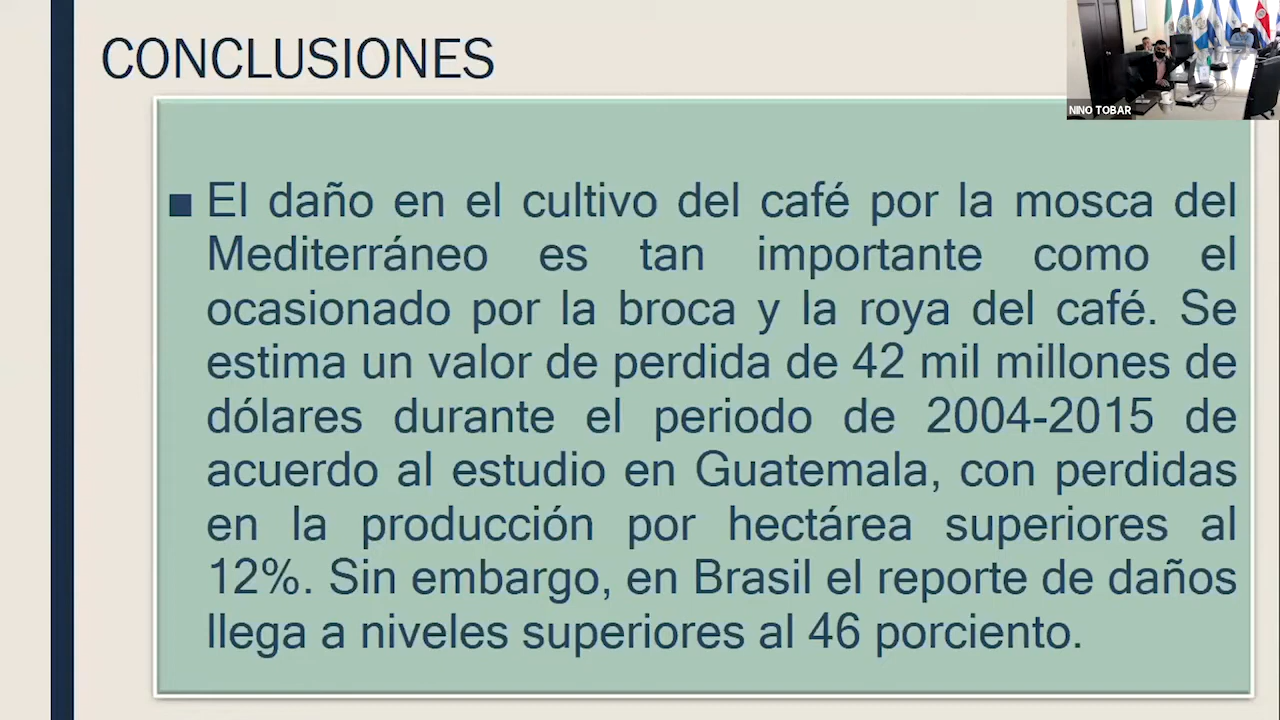 CONCLUSIONES
NINO TOBAR
■ El daño en el cultivo del café por la mosca del
Mediterráneo es tan importante como el
ocasionado por la broca y la roya del café. Se
estima un valor de perdida de 42 mil millones de
dólares durante el periodo de 2004-2015 de
acuerdo al estudio en Guatemala, con perdidas
en la producción por hectárea superiores al
12%. Sin embargo, en Brasil el reporte de daños
llega a niveles superiores al 46 porciento.